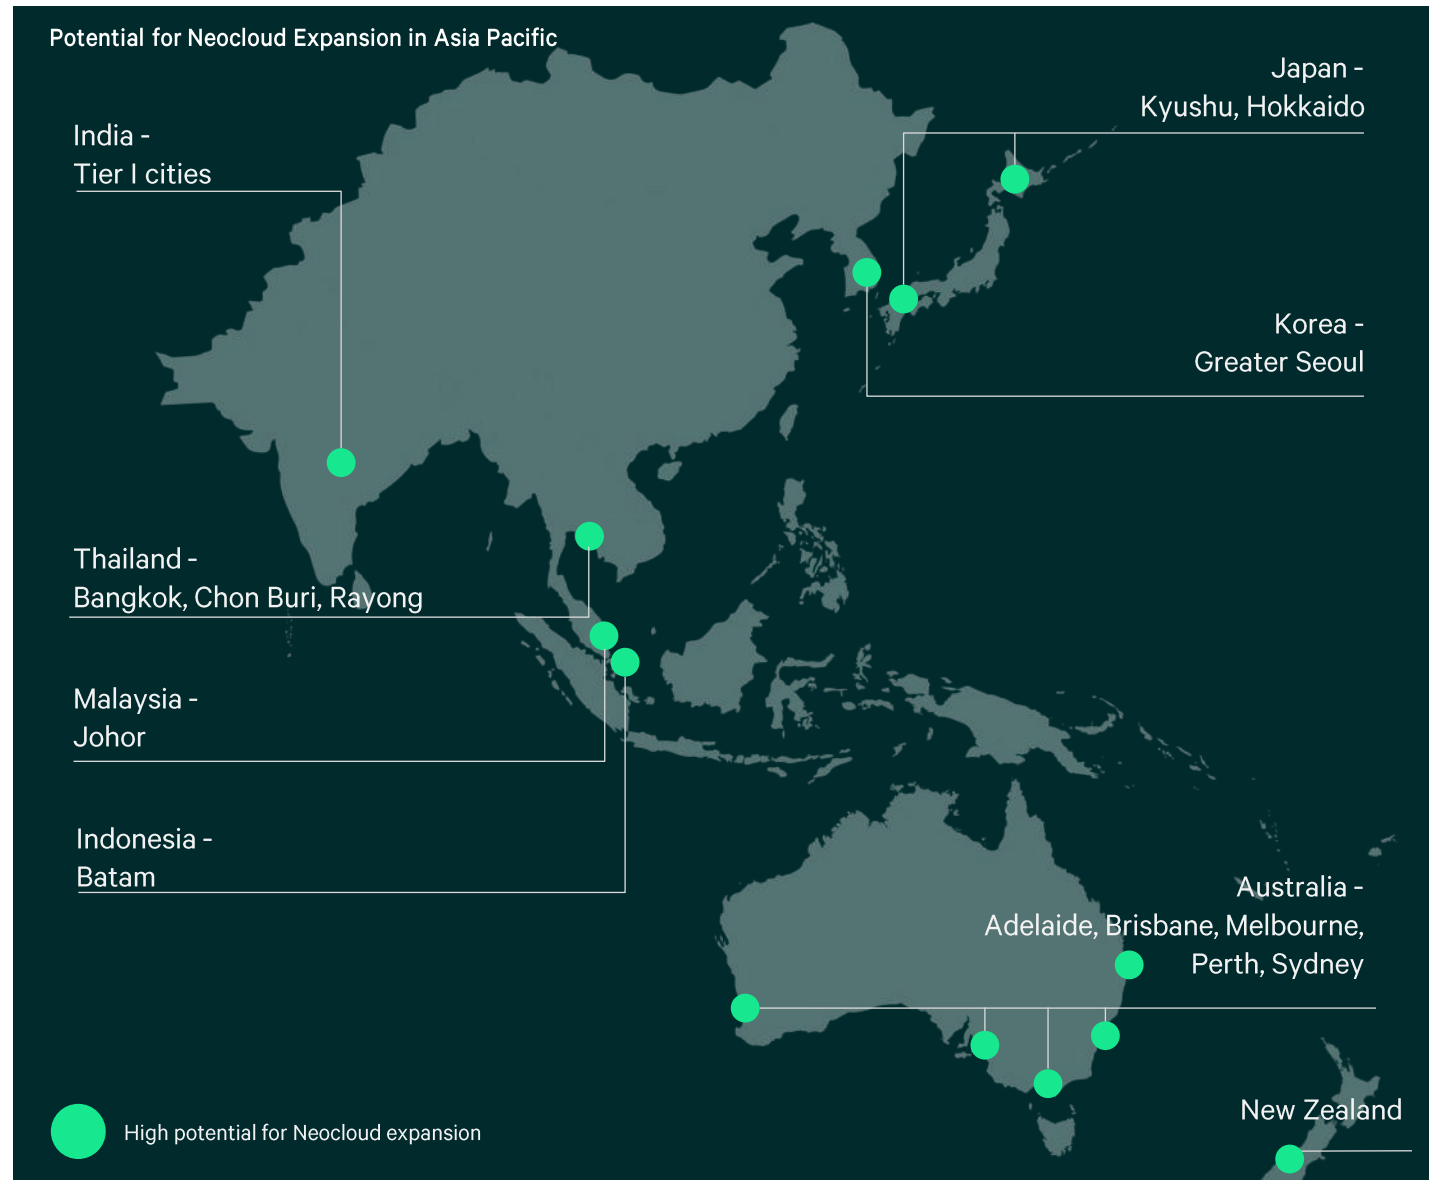 Potential for Neocloud Expansion in Asia Pacific
Japan -
Kyushu, Hokkaido
India -
Tier I cities
Korea -
Greater Seoul
Thailand -
Bangkok, Chon Buri, Rayong
Malaysia -
Johor
Indonesia -
Batam
Australia -
Adelaide, Brisbane, Melbourne,
Perth, Sydney
New Zealand
High potential for Neocloud expansion